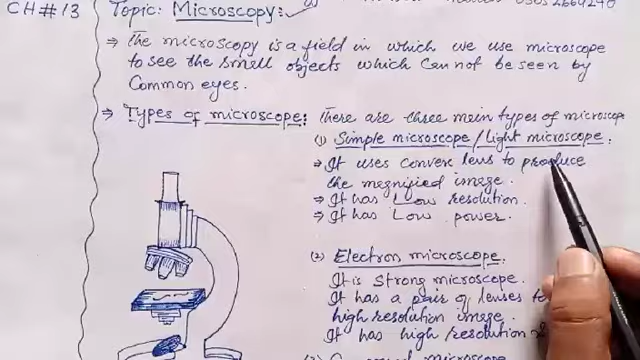 CH#13 Topic: Microscopy:
⇒ The microscopy is a field in which we use microscope
to see the small objects which can not be seen by
Common eyes.
⇒ Types of microscope: There are three main types of microscope
(1) Simple microscope/light microscope.
⇒ It uses convex lens to produce
the magnified image.
⇒ It has Low resolution.
⇒ It has Low power.
(2) Electron microscope.
It is strong microscope.
It has a pair of lenses to
high resolution image.
It has high resolution
microscope